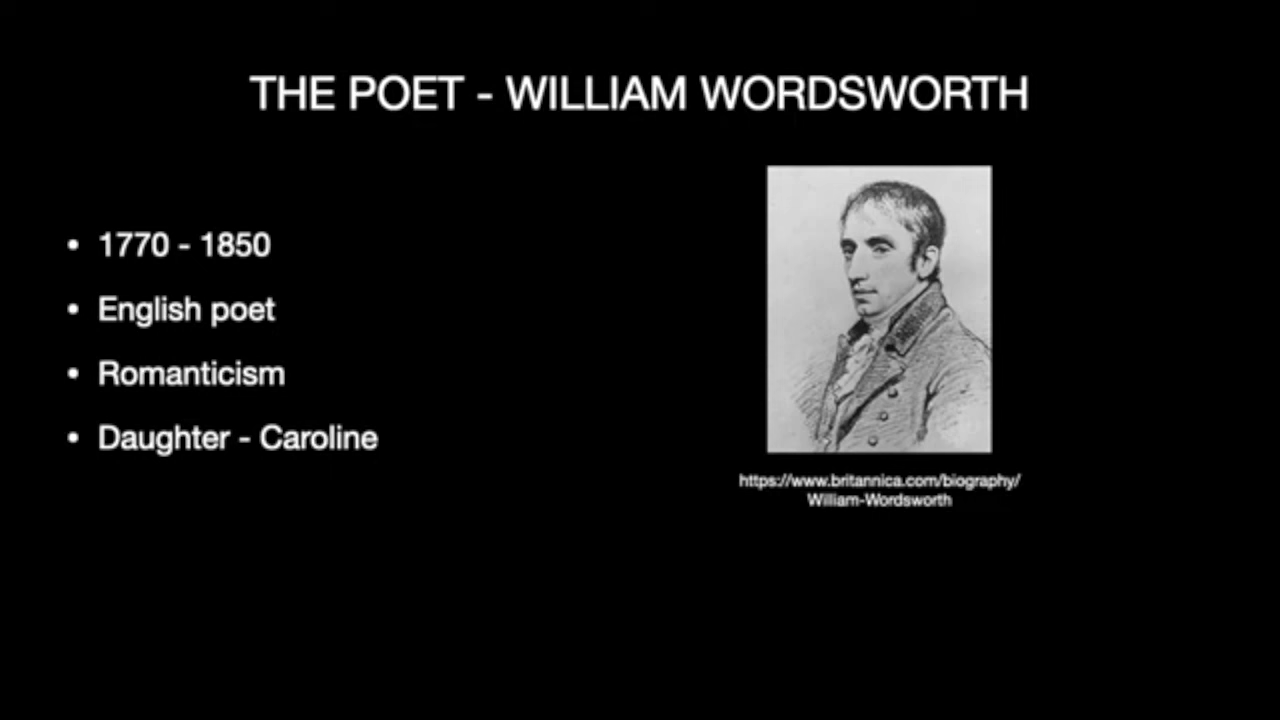 THE POET - WILLIAM WORDSWORTH
• 1770 - 1850
• English poet
• Romanticism
• Daughter - Caroline
https://www.britannica.com/biography/
William-Wordsworth